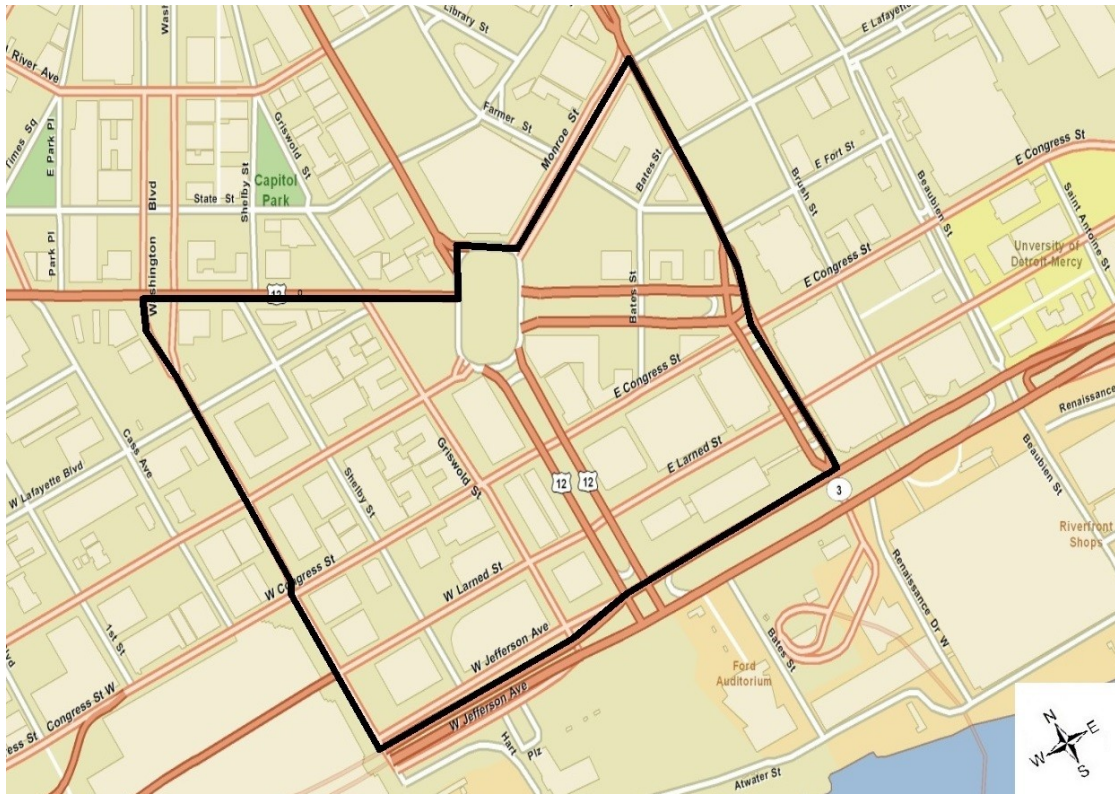 Library St
E Lafayette
River Ave
Times Sq
E Park Pl
Griswold St
Farmer St
Monroe St
Bates St
E Fort St
Brush St
Beaubien St
E Congress St
Saint Antoine St
Unversity of
Detroit-Mercy
Capitol
Park
State St
Shelby St
Washington Blvd
Park Pl
12
Bates St
E Congress St
Renaissance
Beaubien St
Griswold St
E Larned St
Cass Ave
W Lafayette Blvd
Shelby St
12
12
3
Riverfront
Shops
W Congress St
W Larned St
Renaissance Dr W
1st St
W Jefferson Ave
Bates St
Ford
Auditorium
W Jefferson Ave
Congress St W
Hart
Plz
Atwater St
N
E
W
S